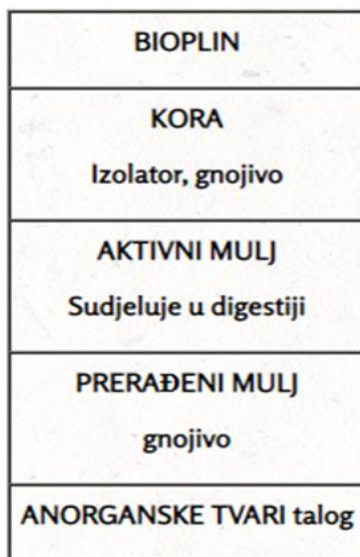 BIOPLIN
KORA
Izolator, gnojivo
AKTIVNI MULJ
Sudjeluje u digestiji
PRERAĐENI MULJ
gnojivo
ANORGANSKE TVARI talog